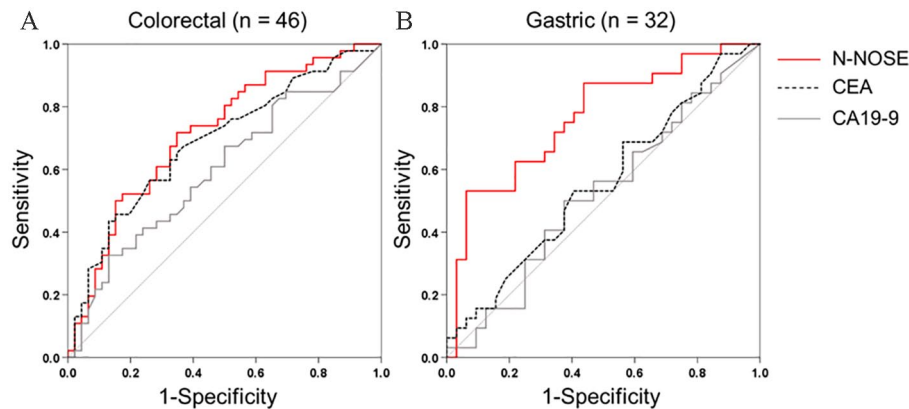 A
Colorectal (n = 46)
1.0
0.8
0.6
0.4
0.2
0.0
Sensitivity
0.0 0.2 0.4 0.6 0.8 1.0
1-Specificity
B
Gastric (n = 32)
1.0
0.8
0.6
0.4
0.2
0.0
Sensitivity
0.0 0.2 0.4 0.6 0.8 1.0
1-Specificity
N-NOSE
CEA
CA19-9